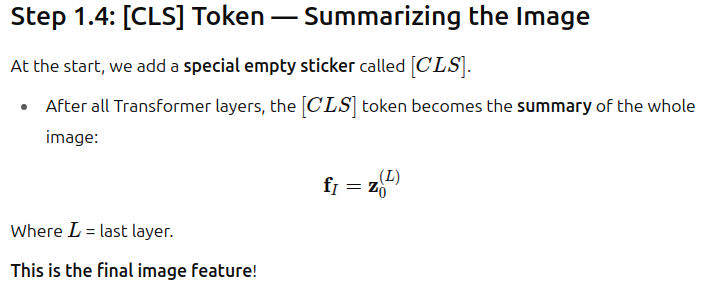 Step 1.4: [CLS] Token — Summarizing the Image
At the start, we add a special empty sticker called [CLS].
• After all Transformer layers, the [CLS] token becomes the summary of the whole
image:
f_I = z_0^{(L)}
Where L = last layer.
This is the final image feature!